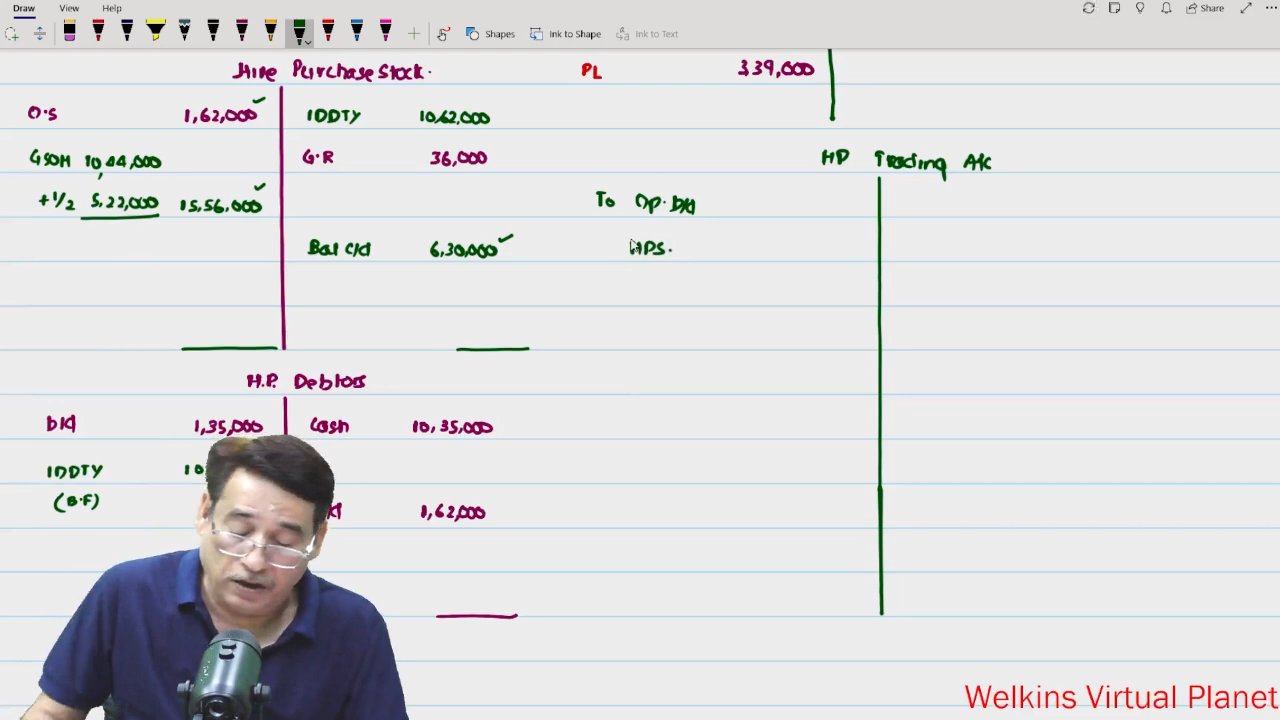 Draw View Help
Share
Shapes Ink to Shape Ink to Text
Hire Purchase Stock. PL 3,39,000
O.S 1,62,000 IDDTY 10,62,000
GSOH 10,44,000 G.R 36,000 HP Trading A/c
+1/2 5,22,000 15,56,000 To Op. bal
Bal c/d 6,30,000 HPS.
H.P. Debtors
b/d 1,35,000 Cash 10,35,000
IDDTY 10
(B.F) 1,62,000
Welkins Virtual Planet